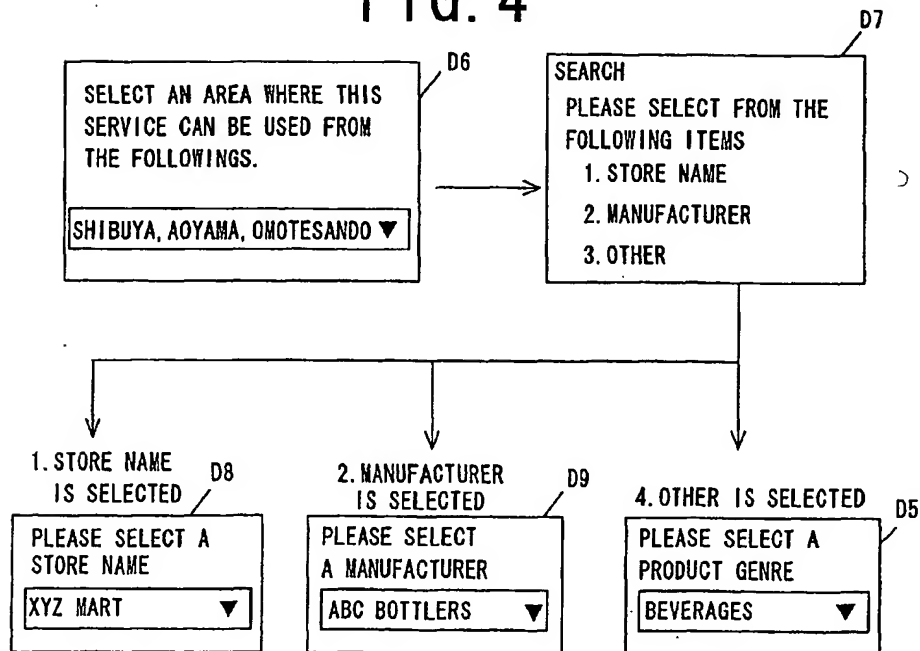 FIG. 4
D6
SELECT AN AREA WHERE THIS
SERVICE CAN BE USED FROM
THE FOLLOWINGS.
SHIBUYA, AOYAMA, OMOTESANDO ▼
D7
SEARCH
PLEASE SELECT FROM THE
FOLLOWING ITEMS
1. STORE NAME
2. MANUFACTURER
3. OTHER
1. STORE NAME
IS SELECTED
D8
PLEASE SELECT A
STORE NAME
XYZ MART ▼
2. MANUFACTURER
IS SELECTED
D9
PLEASE SELECT
A MANUFACTURER
ABC BOTTLERS ▼
4. OTHER IS SELECTED
D5
PLEASE SELECT A
PRODUCT GENRE
BEVERAGES ▼